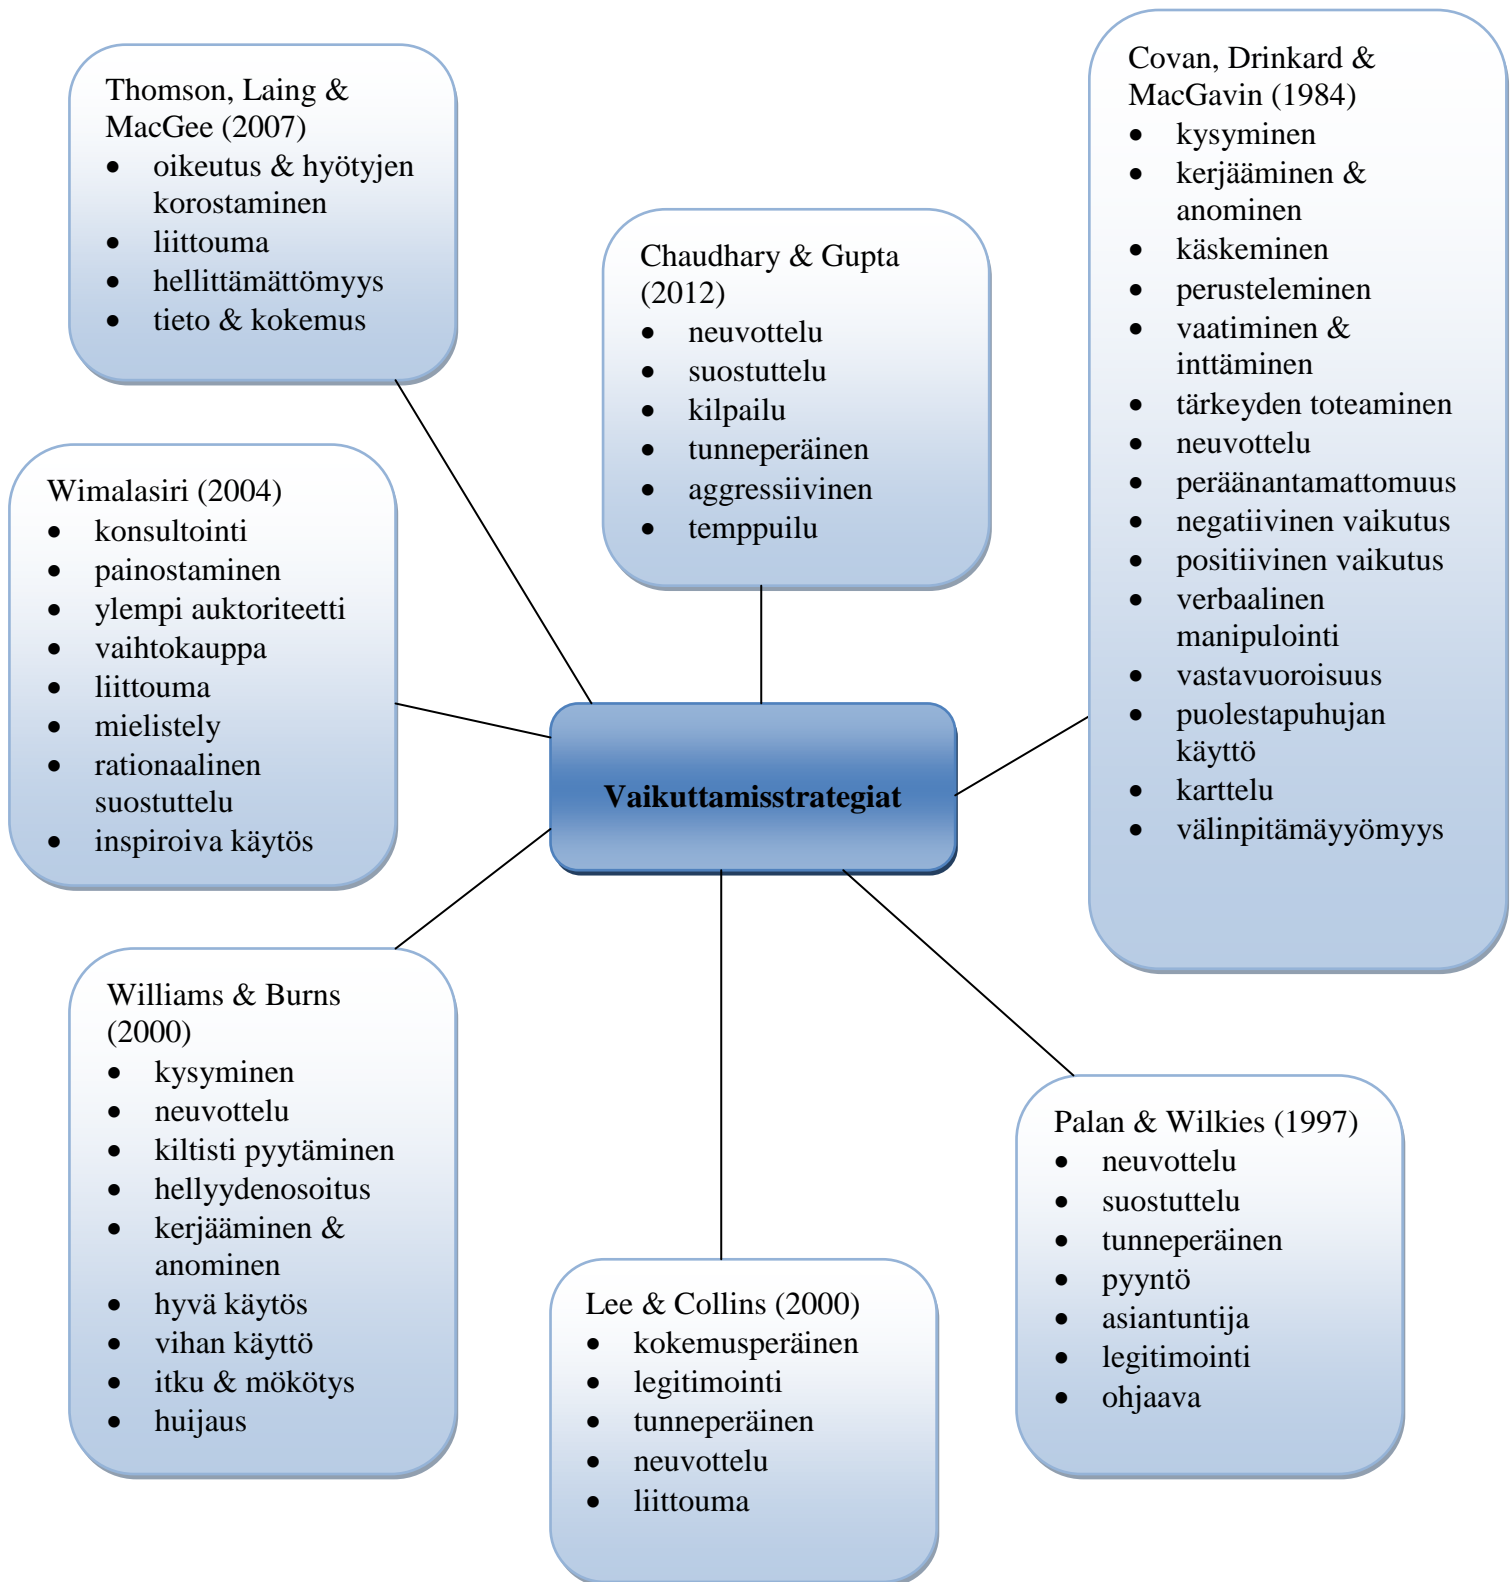 Thomson, Laing &
MacGee (2007)
• oikeutus & hyötyjen
korostaminen
• liittouma
• hellittämättömyys
• tieto & kokemus
Chaudhary & Gupta
(2012)
• neuvottelu
• suostuttelu
• kilpailu
• tunneperäinen
• aggressiivinen
• temppuilu
Covan, Drinkard &
MacGavin (1984)
• kysyminen
• kerjääminen &
anominen
• käskeminen
• perusteleminen
• vaatiminen &
inttäminen
• tärkeyden toteaminen
• neuvottelu
• peräänantamattomuus
• negatiivinen vaikutus
• positiivinen vaikutus
• verbaalinen
manipulointi
• vastavuoroisuus
• puolestapuhujan
käyttö
• karttelu
• välinpitämäyyömyys
Wimalasiri (2004)
• konsultointi
• painostaminen
• ylempi auktoriteetti
• vaihtokauppa
• liittouma
• mielistely
• rationaalinen
suostuttelu
• inspiroiva käytös
Vaikuttamisstrategiat
Williams & Burns
(2000)
• kysyminen
• neuvottelu
• kiltisti pyytäminen
• hellyydenosoitus
• kerjääminen &
anominen
• hyvä käytös
• vihan käyttö
• itku & mökötys
• huijaus
Lee & Collins (2000)
• kokemusperäinen
• legitimointi
• tunneperäinen
• neuvottelu
• liittouma
Palan & Wilkies (1997)
• neuvottelu
• suostuttelu
• tunneperäinen
• pyyntö
• asiantuntija
• legitimointi
• ohjaava